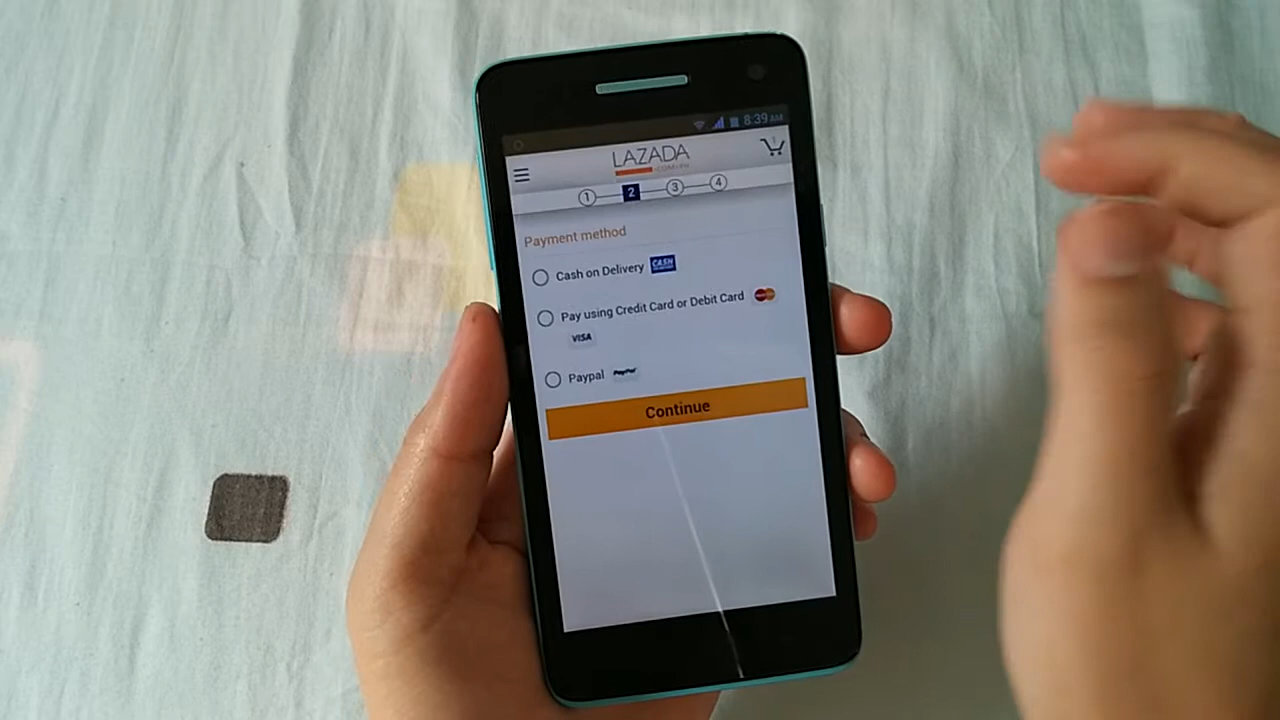 8:39 AM
LAZADA
1 2 3 4
Payment method
Cash on Delivery CASH
Pay using Credit Card or Debit Card
VISA
Paypal PayPal
Continue